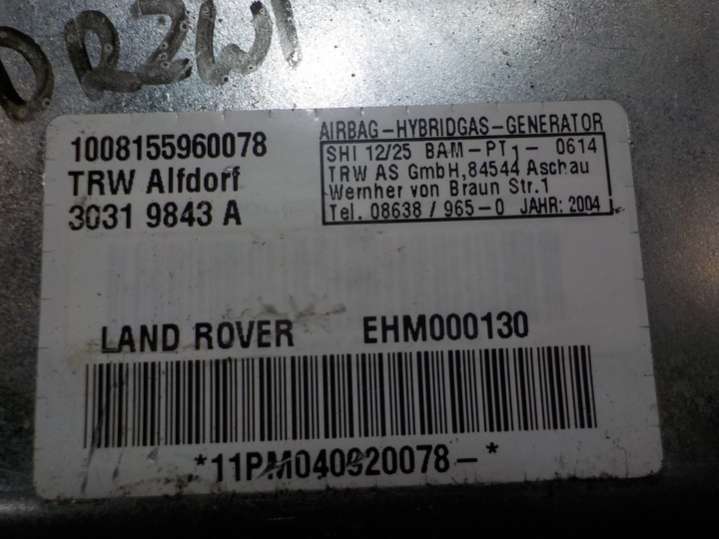 DRZWI
1008155960078
TRW Alfdorf
3031 9843 A
AIRBAG-HYBRIDGAS-GENERATOR
SHI 12/25 BAM-PT1- 0614
TRW AS GmbH,84544 Aschau
Wernher von Braun Str.1
Tel. 08638 / 965-0 JAHR: 2004
LAND ROVER EHM000130
*11PM040920078-*